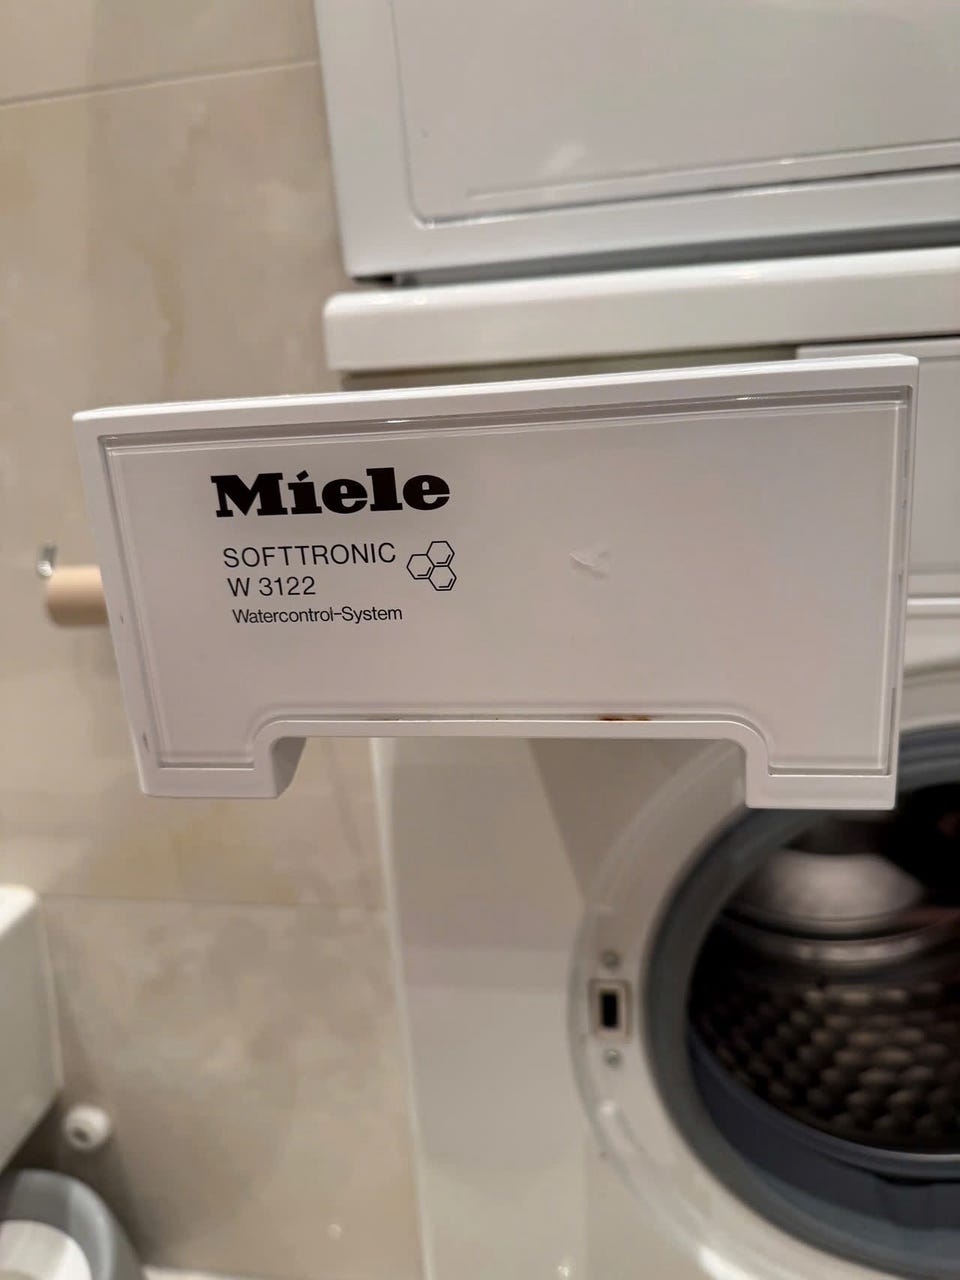 Miele
SOFTTRONIC
W 3122
Watercontrol-System